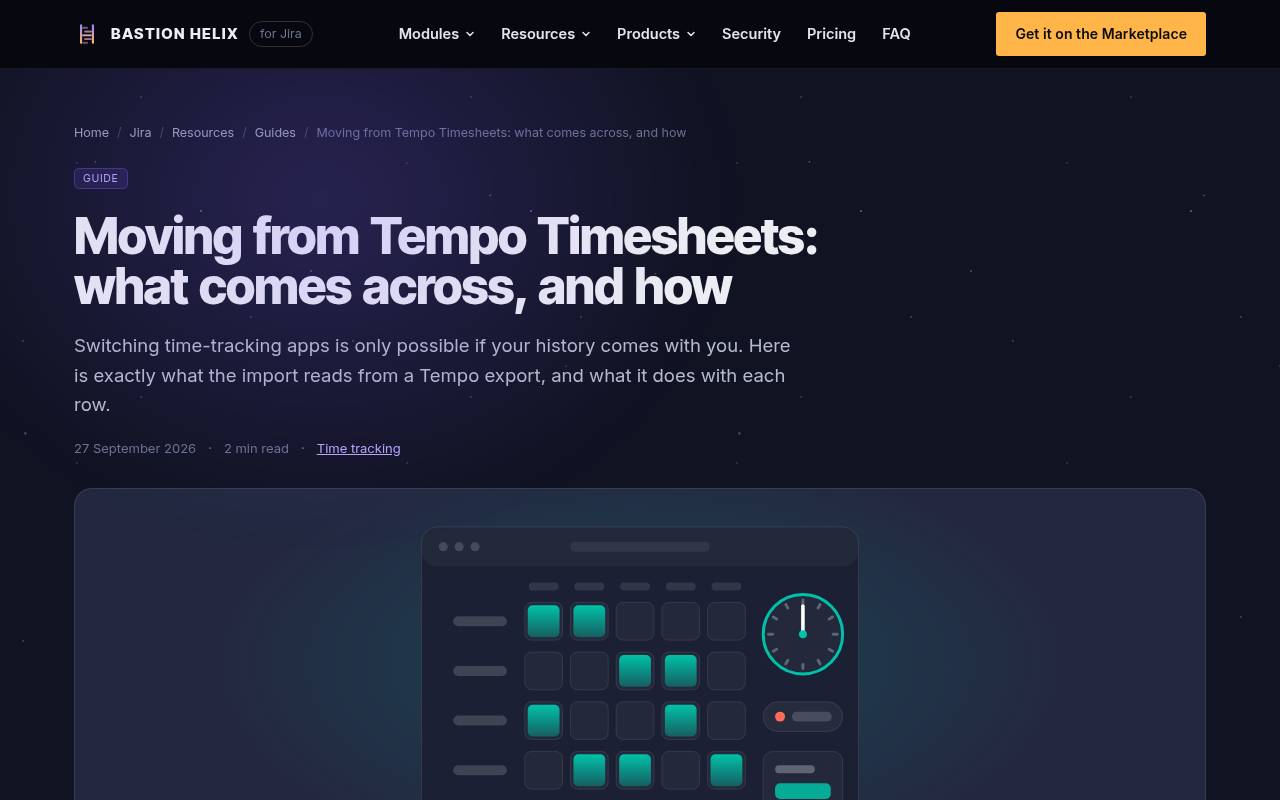 BASTION HELIX for Jira Modules Resources Products Security Pricing FAQ Get it on the Marketplace
Home / Jira / Resources / Guides / Moving from Tempo Timesheets: what comes across, and how
GUIDE
Moving from Tempo Timesheets:
what comes across, and how
Switching time-tracking apps is only possible if your history comes with you. Here
is exactly what the import reads from a Tempo export, and what it does with each
row.
27 September 2026 · 2 min read · Time tracking